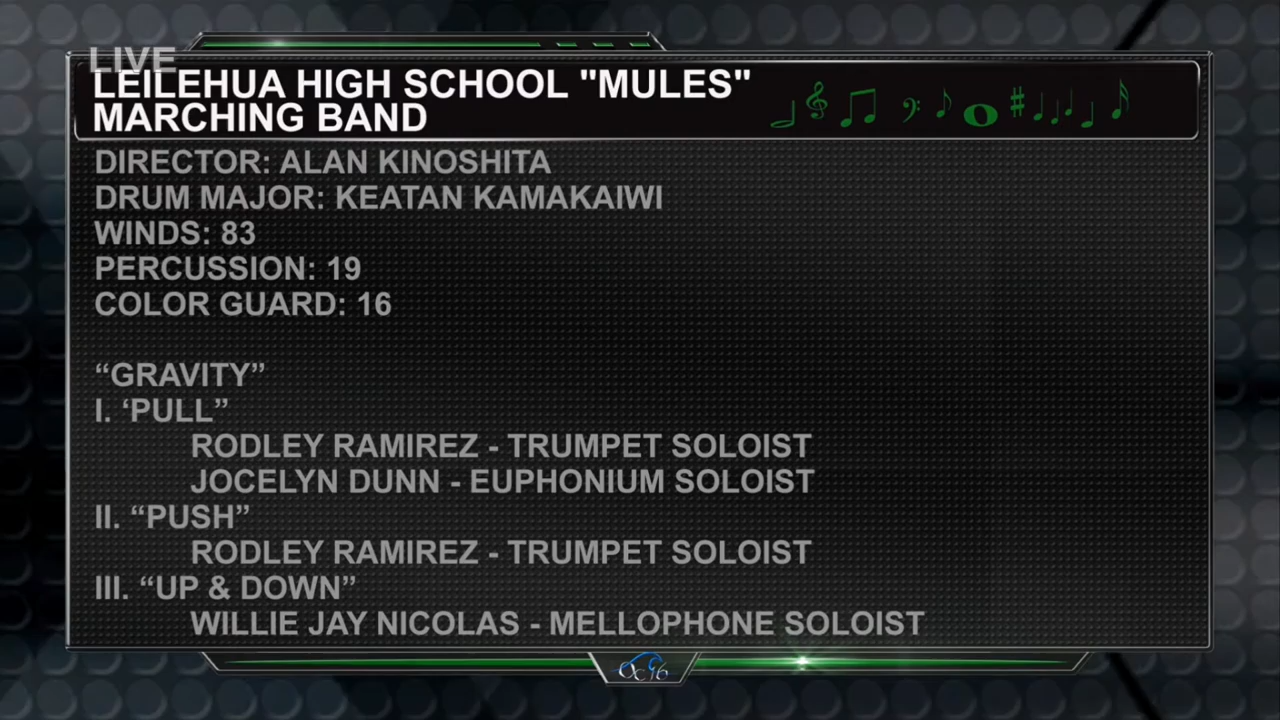 LIVE
LEILEHUA HIGH SCHOOL "MULES"
MARCHING BAND
DIRECTOR: ALAN KINOSHITA
DRUM MAJOR: KEATAN KAMAKAIWI
WINDS: 83
PERCUSSION: 19
COLOR GUARD: 16
“GRAVITY”
I. ‘PULL”
RODLEY RAMIREZ - TRUMPET SOLOIST
JOCELYN DUNN - EUPHONIUM SOLOIST
II. “PUSH”
RODLEY RAMIREZ - TRUMPET SOLOIST
III. “UP & DOWN”
WILLIE JAY NICOLAS - MELLOPHONE SOLOIST
OC16